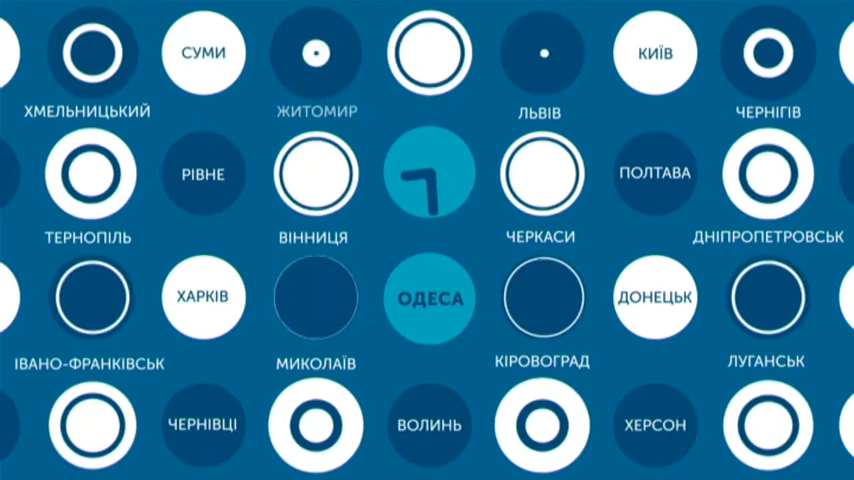 СУМИ
КИЇВ
ХМЕЛЬНИЦЬКИЙ
ЖИТОМИР
ЛЬВІВ
ЧЕРНІГІВ
РІВНЕ
ПОЛТАВА
ТЕРНОПІЛЬ
ВІННИЦЯ
ЧЕРКАСИ
ДНІПРОПЕТРОВСЬК
ХАРКІВ
ОДЕСА
ДОНЕЦЬК
ІВАНО-ФРАНКІВСЬК
МИКОЛАЇВ
КІРОВОГРАД
ЛУГАНСЬК
ЧЕРНІВЦІ
ВОЛИНЬ
ХЕРСОН